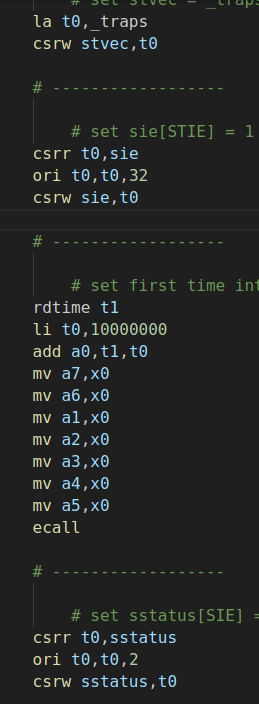 # set stvec = _traps
la t0,_traps
csrw stvec,t0
# ------------------
# set sie[STIE] = 1
csrr t0,sie
ori t0,t0,32
csrw sie,t0
# ------------------
# set first time int
rdtime t1
li t0,10000000
add a0,t1,t0
mv a7,x0
mv a6,x0
mv a1,x0
mv a2,x0
mv a3,x0
mv a4,x0
mv a5,x0
ecall
# ------------------
# set sstatus[SIE] =
csrr t0,sstatus
ori t0,t0,2
csrw sstatus,t0